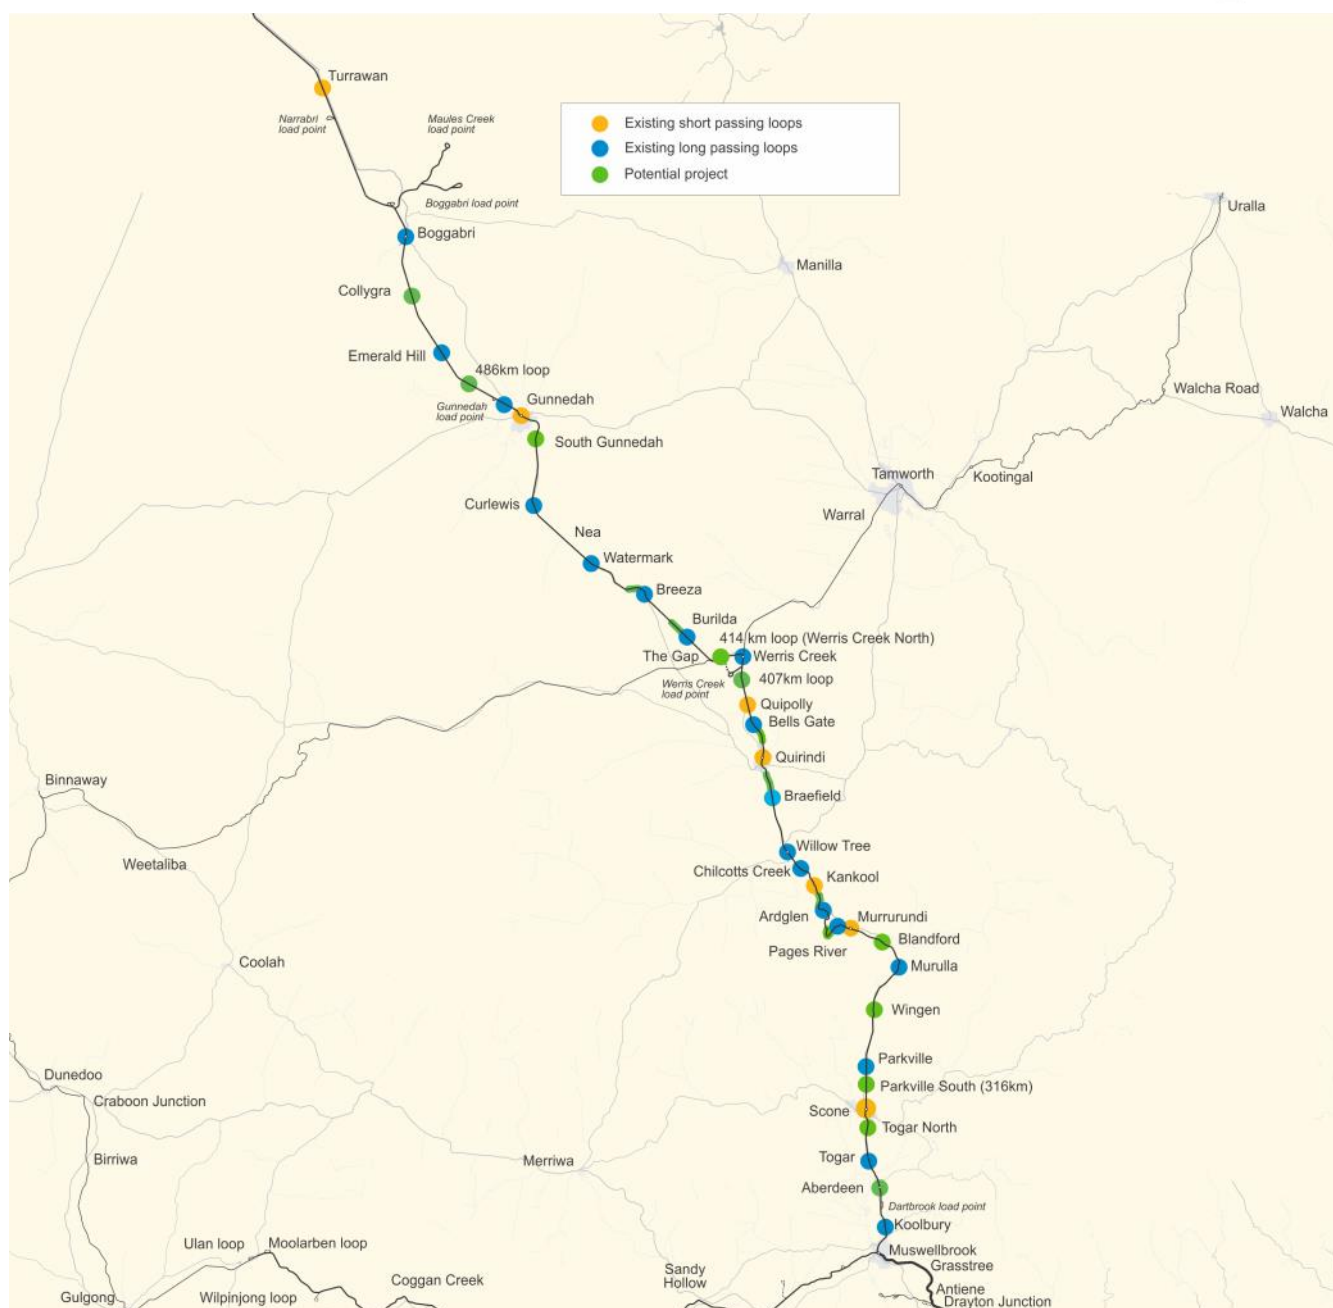 Turrawan
Narrabri
load point
Maules Creek
load point
Existing short passing loops
Existing long passing loops
Potential project
Boggabri load point
Uralla
Boggabri
Manilla
Collygra
Emerald Hill
486km loop
Walcha Road
Gunnedah
load point
Gunnedah
Walcha
South Gunnedah
Tamworth
Kootingal
Curlewis
Warral
Nea
Watermark
Breeza
Burilda
414 km loop (Werris Creek North)
The Gap
Werris Creek
Werris Creek
load point
407km loop
Quipolly
Bells Gate
Quirindi
Binnaway
Braefield
Willow Tree
Weetaliba
Chilcotts Creek
Kankool
Ardglen
Murrurundi
Blandford
Pages River
Coolah
Murulla
Wingen
Parkville
Dunedoo
Parkville South (316km)
Craboon Junction
Scone
Togar North
Birriwa
Merriwa
Togar
Aberdeen
Dartbrook load point
Koolbury
Ulan loop
Moolarben loop
Muswellbrook
Grasstree
Sandy
Hollow
Coggan Creek
Antiene
Gulgong
Wilpinjong loop
Drayton Junction